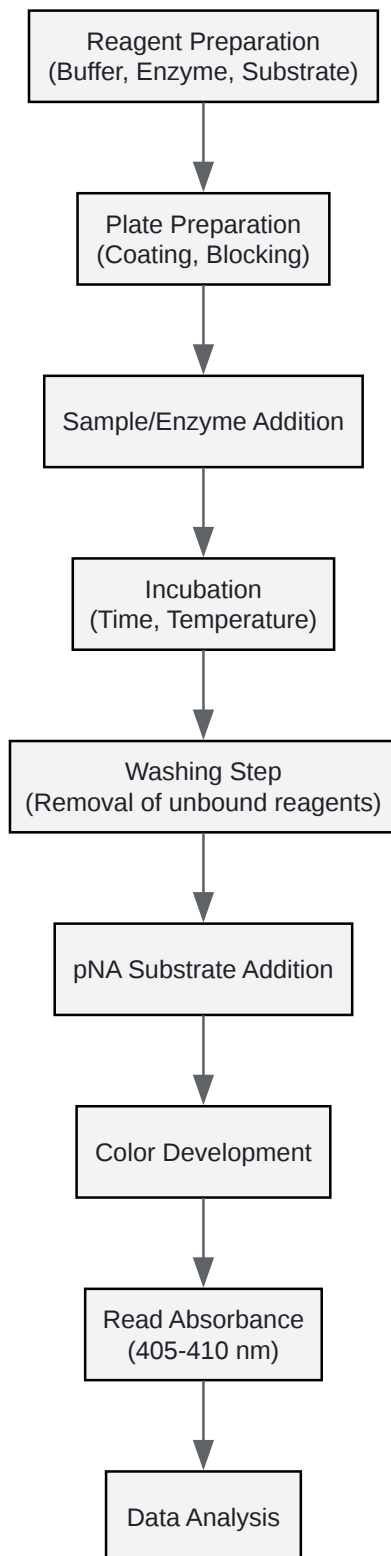 Reagent Preparation
(Buffer, Enzyme, Substrate)
Plate Preparation
(Coating, Blocking)
Sample/Enzyme Addition
Incubation
(Time, Temperature)
Washing Step
(Removal of unbound reagents)
pNA Substrate Addition
Color Development
Read Absorbance
(405-410 nm)
Data Analysis